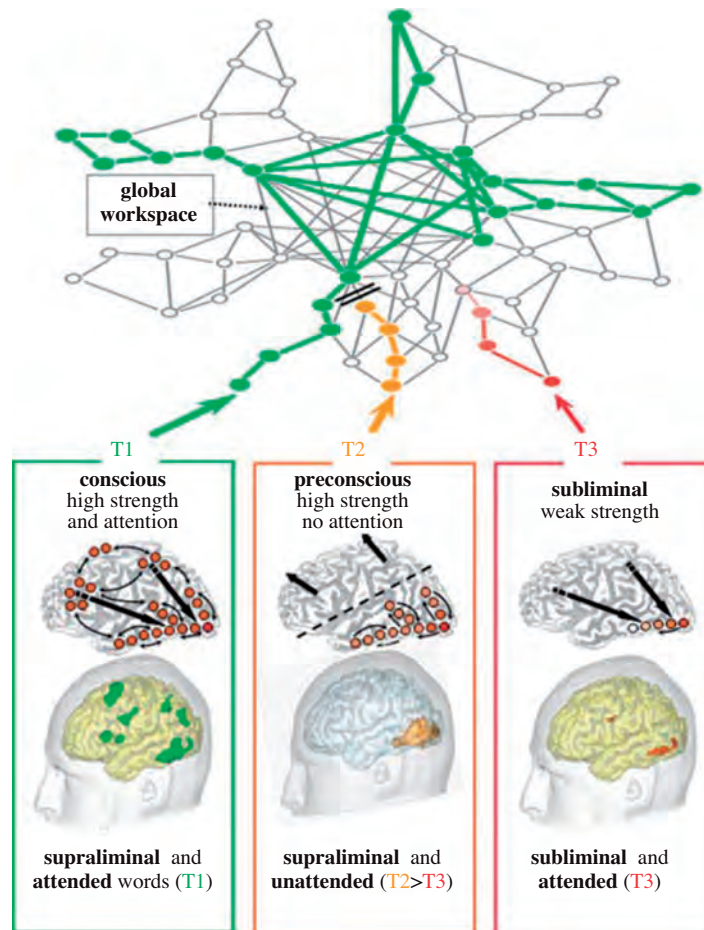 global
workspace
T1
T2
T3
conscious
high strength
and attention
preconscious
high strength
no attention
subliminal
weak strength
supraliminal and
attended words (T1)
supraliminal and
unattended (T2>T3)
subliminal and
attended (T3)